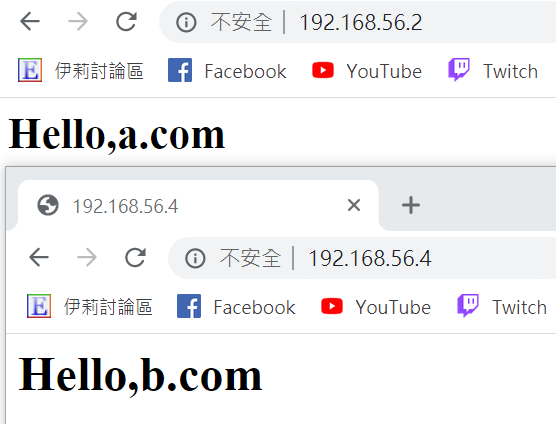 不安全 192.168.56.2
伊莉討論區 Facebook YouTube Twitch
Hello,a.com
192.168.56.4
不安全 192.168.56.4
伊莉討論區 Facebook YouTube Twitch
Hello,b.com